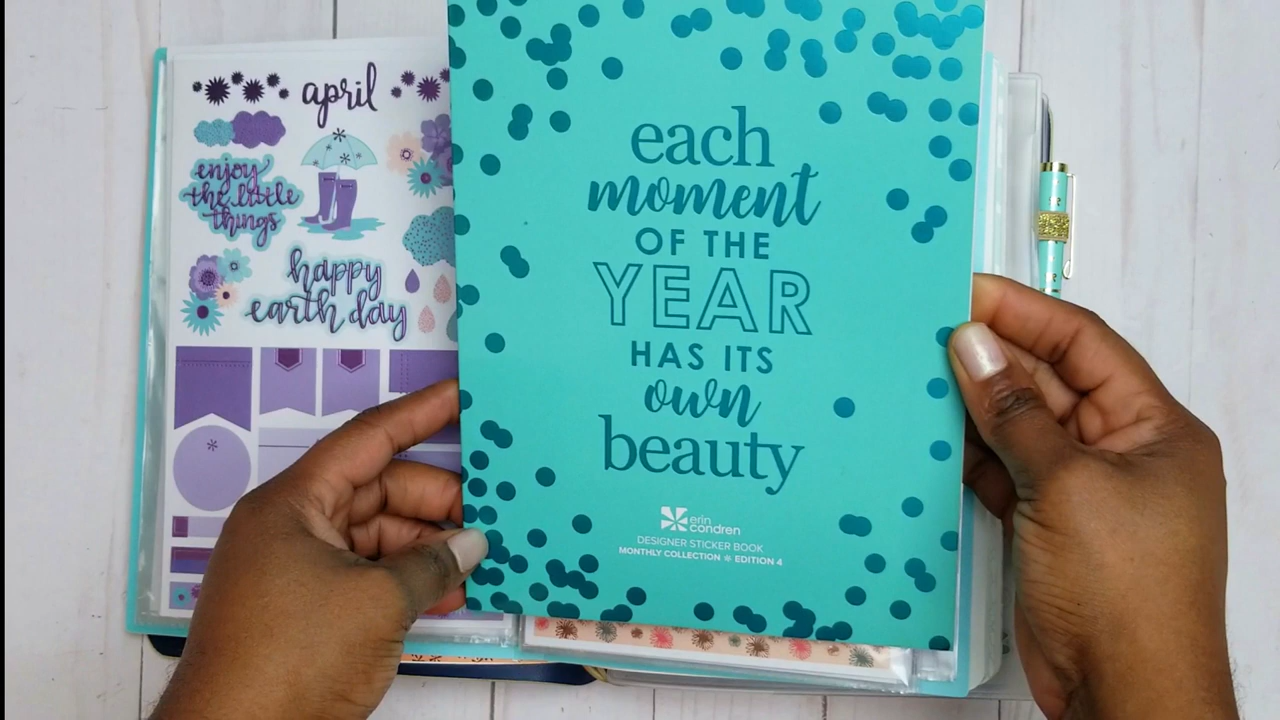 april
enjoy
the little
things
happy
earth day
each
moment
OF THE
YEAR
HAS ITS
own
beauty
erin
condren
DESIGNER STICKER BOOK
MONTHLY COLLECTION ✻ EDITION 4